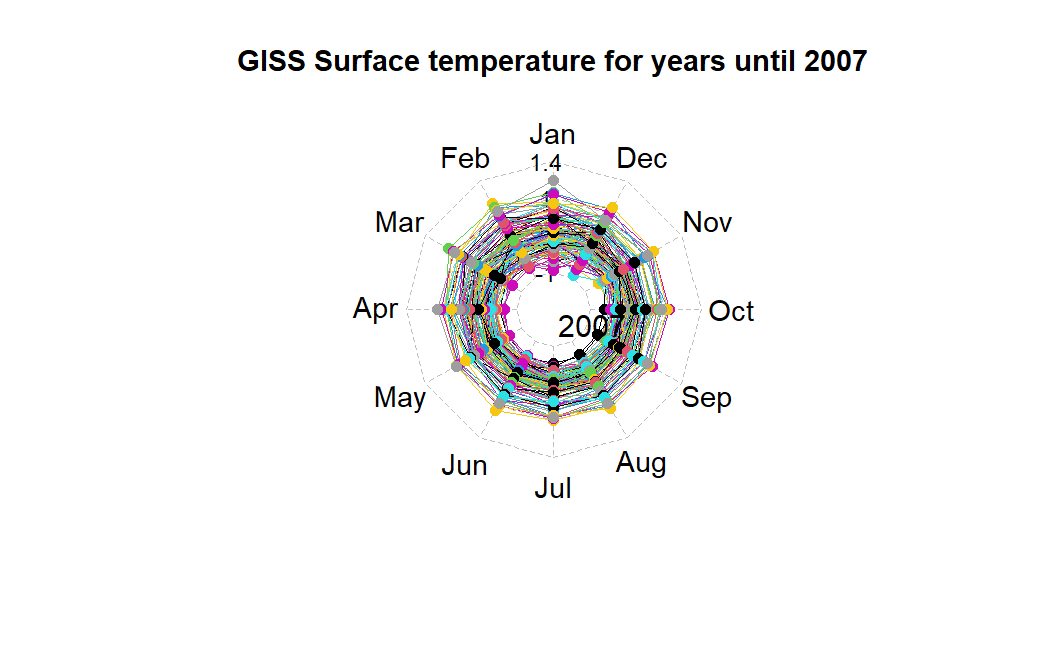 GISS Surface temperature for years until 2007
Jan
1.4
Feb
Dec
Mar
Nov
-1
Apr
Oct
2007
May
Sep
Jun
Aug
Jul